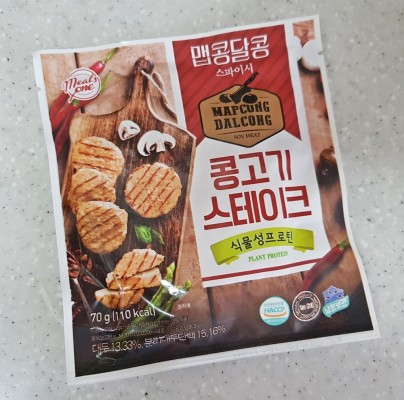 Meal's
one
맵콩달콩
스파이시
MAPCONG
DALCONG
SOY MEAT
콩고기
스테이크
식물성프로틴
PLANT PROTEIN
70 g (110 kcal)
HACCP